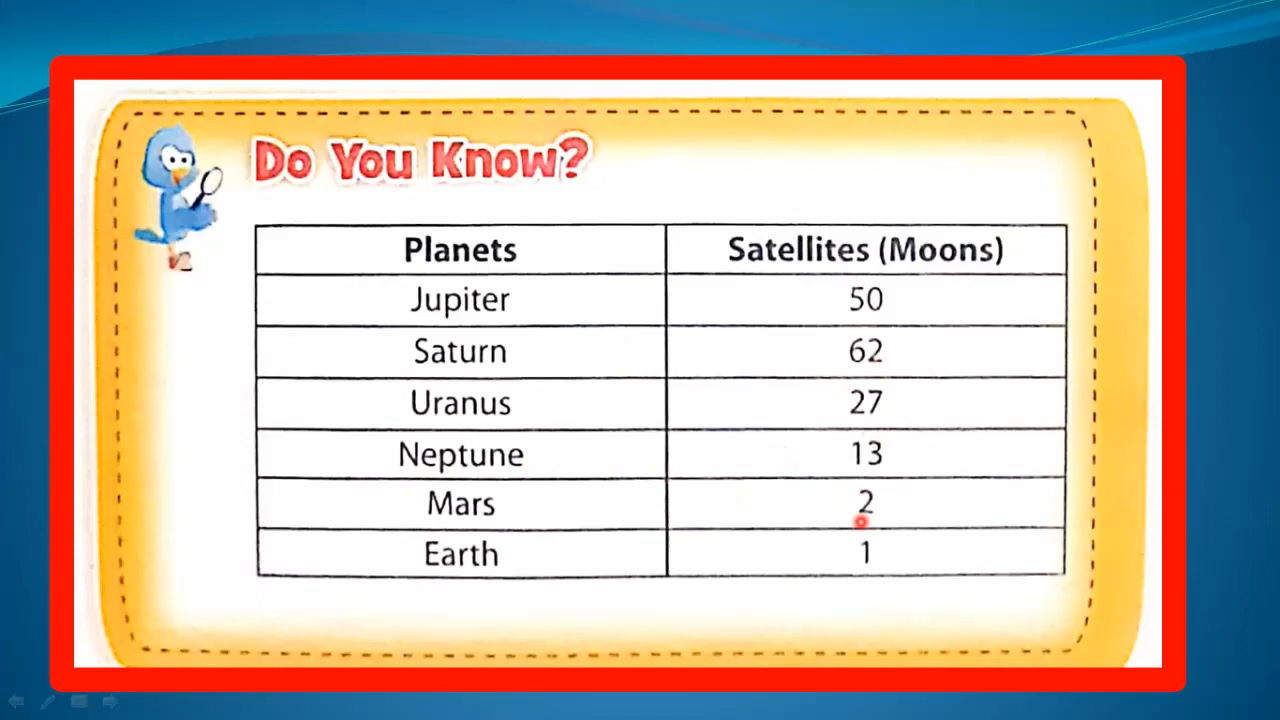 Do You Know?
Planets Satellites (Moons)
Jupiter 50
Saturn 62
Uranus 27
Neptune 13
Mars 2
Earth 1